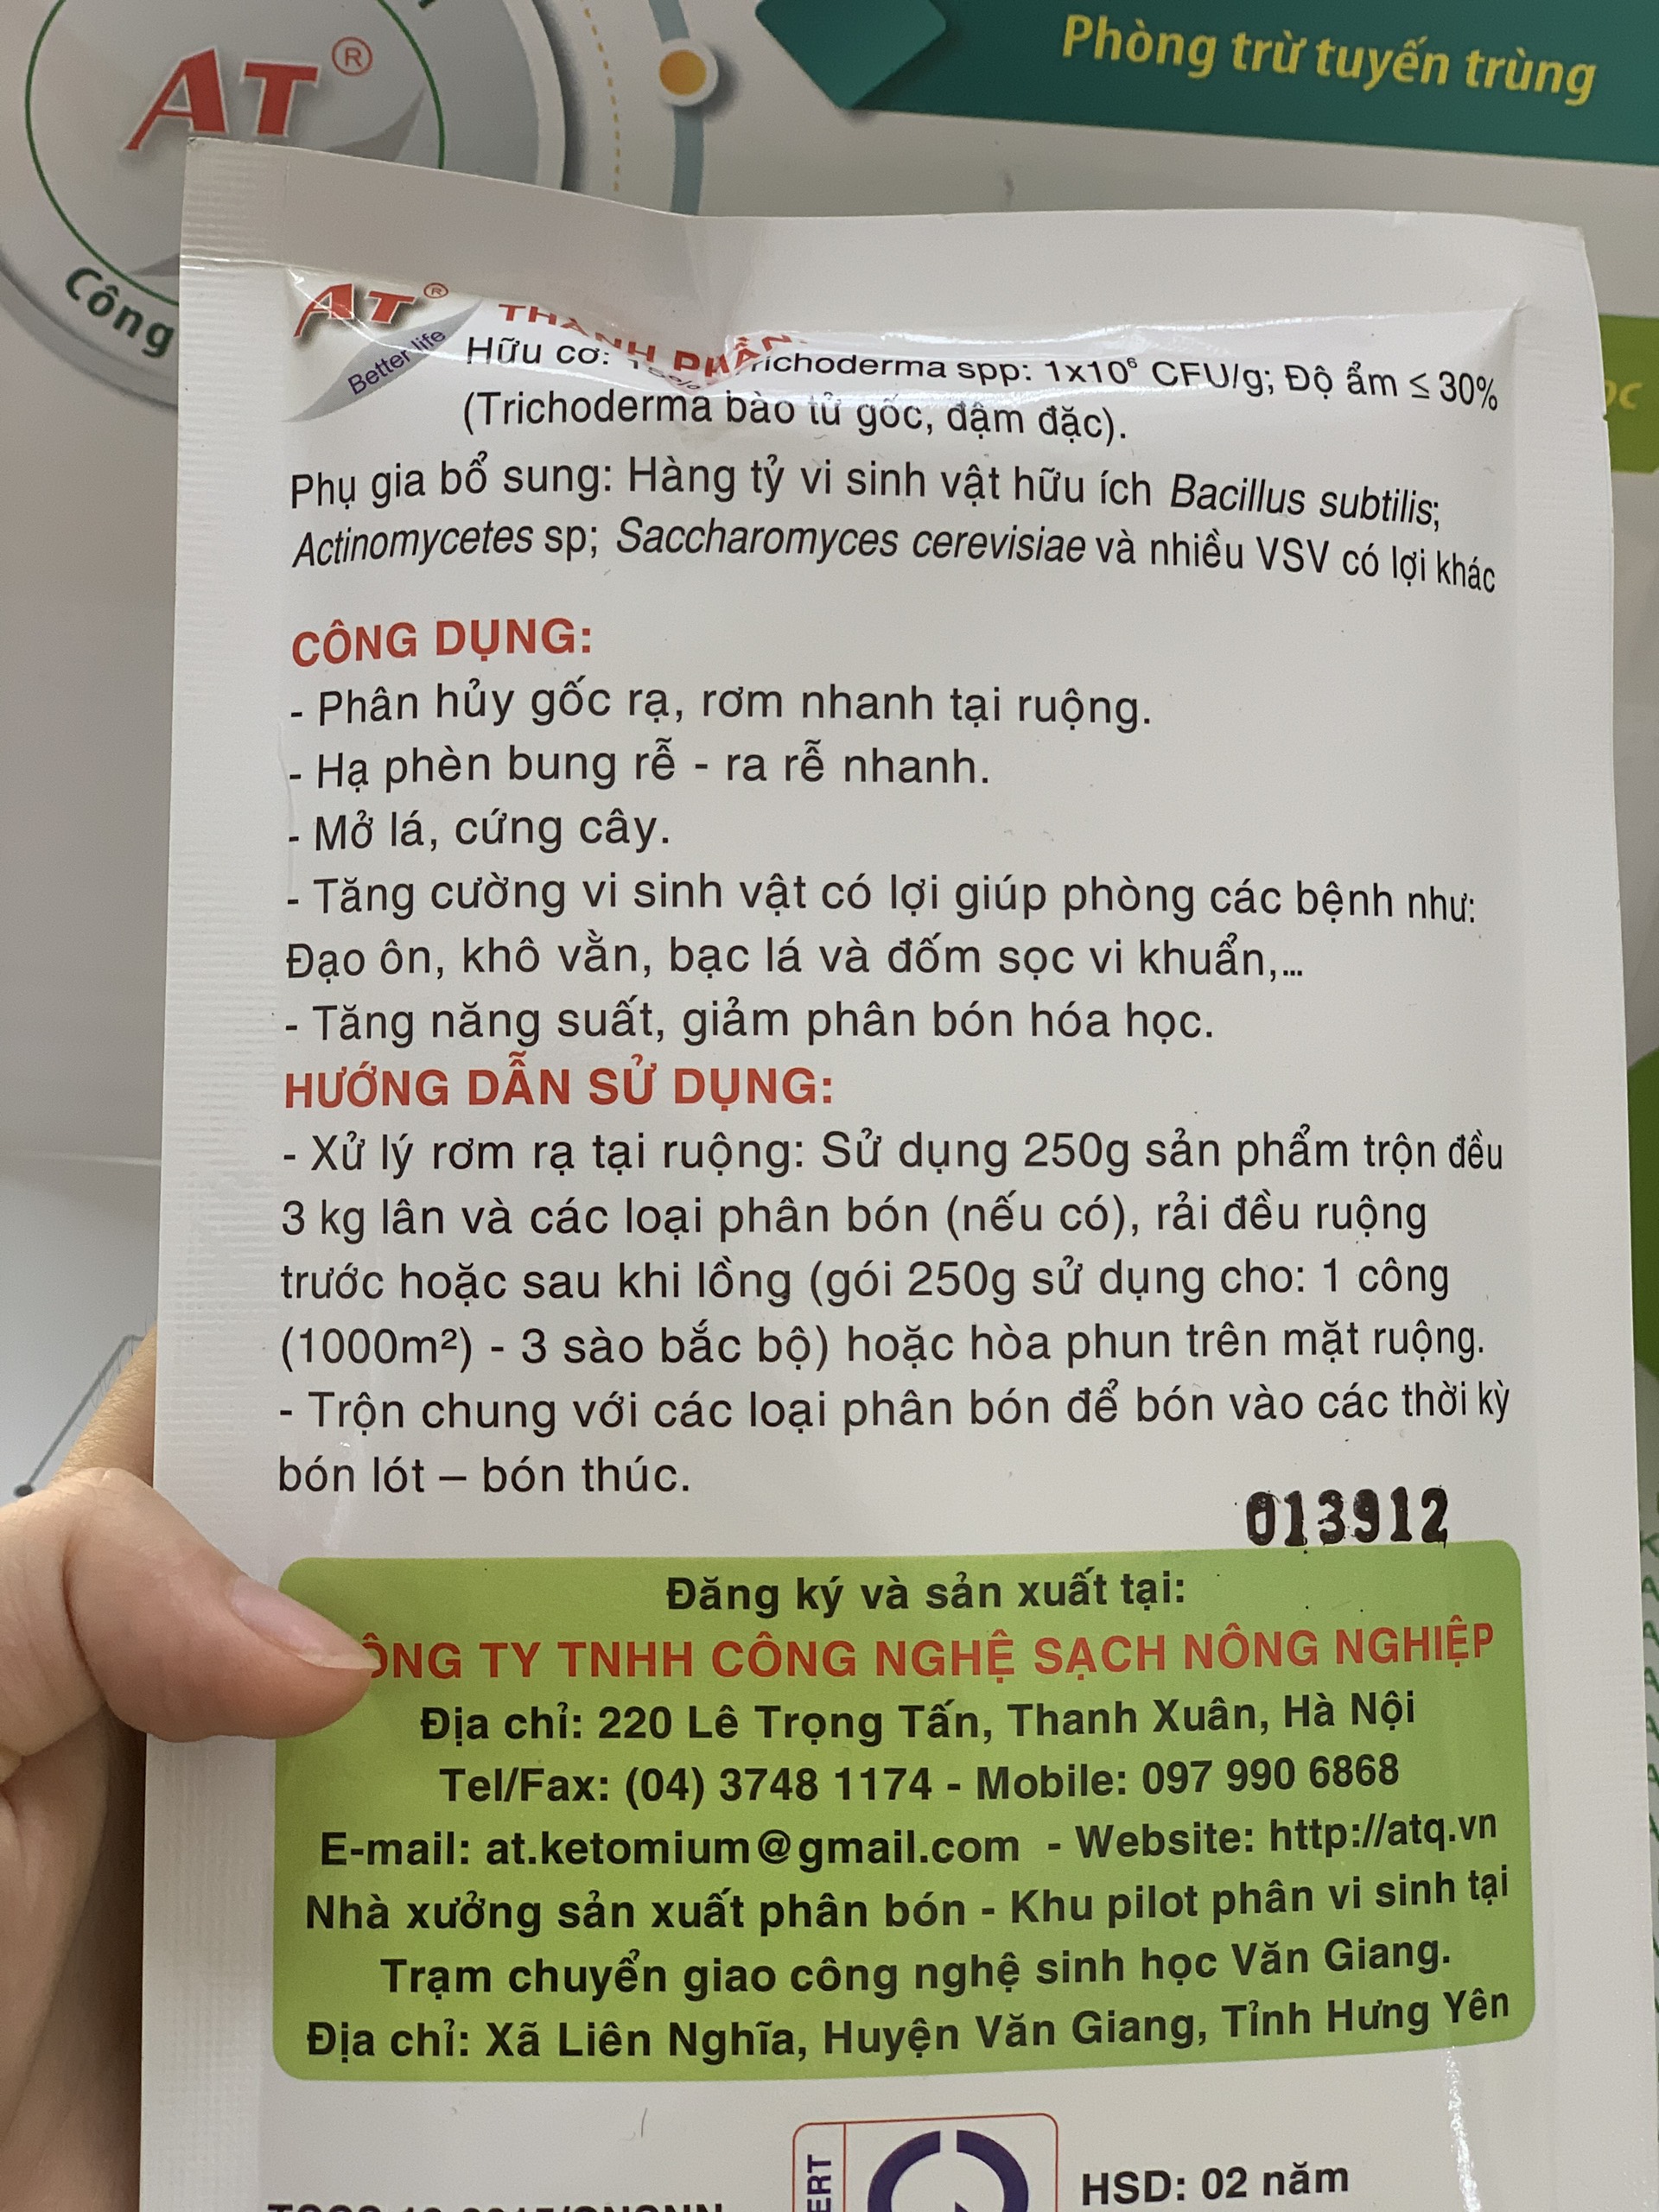 AT®
Phòng trừ tuyến trùng
Công
AT®
Better life
THÀNH PHẦN:
Hữu cơ: Trichoderma spp: 1x10⁶ CFU/g; Độ ẩm ≤ 30%
(Trichoderma bào tử gốc, đậm đặc).
Phụ gia bổ sung: Hàng tỷ vi sinh vật hữu ích Bacillus subtilis;
Actinomycetes sp; Saccharomyces cerevisiae và nhiều VSV có lợi khác
CÔNG DỤNG:
- Phân hủy gốc rạ, rơm nhanh tại ruộng.
- Hạ phèn bung rễ - ra rễ nhanh.
- Mở lá, cứng cây.
- Tăng cường vi sinh vật có lợi giúp phòng các bệnh như:
Đạo ôn, khô vằn, bạc lá và đốm sọc vi khuẩn,...
- Tăng năng suất, giảm phân bón hóa học.
HƯỚNG DẪN SỬ DỤNG:
- Xử lý rơm rạ tại ruộng: Sử dụng 250g sản phẩm trộn đều
3 kg lân và các loại phân bón (nếu có), rải đều ruộng
trước hoặc sau khi lồng (gói 250g sử dụng cho: 1 công
(1000m²) - 3 sào bắc bộ) hoặc hòa phun trên mặt ruộng.
- Trộn chung với các loại phân bón để bón vào các thời kỳ
bón lót – bón thúc.
013912
Đăng ký và sản xuất tại:
ÔNG TY TNHH CÔNG NGHỆ SẠCH NÔNG NGHIỆP
Địa chỉ: 220 Lê Trọng Tấn, Thanh Xuân, Hà Nội
Tel/Fax: (04) 3748 1174 - Mobile: 097 990 6868
E-mail: at.ketomium@gmail.com - Website: http://atq.vn
Nhà xưởng sản xuất phân bón - Khu pilot phân vi sinh tại
Trạm chuyển giao công nghệ sinh học Văn Giang.
Địa chỉ: Xã Liên Nghĩa, Huyện Văn Giang, Tỉnh Hưng Yên
ERT
HSD: 02 năm